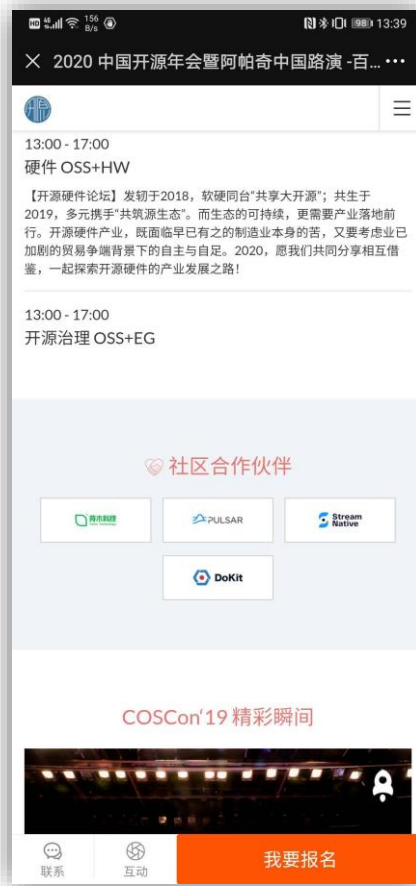 HD 4G 156 B/s 98 13:39
2020 中国开源年会暨阿帕奇中国路演 -百... ...
13:00 - 17:00
硬件 OSS+HW
【开源硬件论坛】发轫于2018，软硬同台“共享大开源”；共生于
2019，多元携手“共筑源生态”。而生态的可持续，更需要产业落地前
行。开源硬件产业，既面临早已有之的制造业本身的苦，又要考虑业已
加剧的贸易争端背景下的自主与自足。2020，愿我们共同分享相互借
鉴，一起探索开源硬件的产业发展之路！
13:00 - 17:00
开源治理 OSS+EG
社区合作伙伴
PULSAR
Stream
Native
DoKit
COSCon'19 精彩瞬间
联系 互动 我要报名